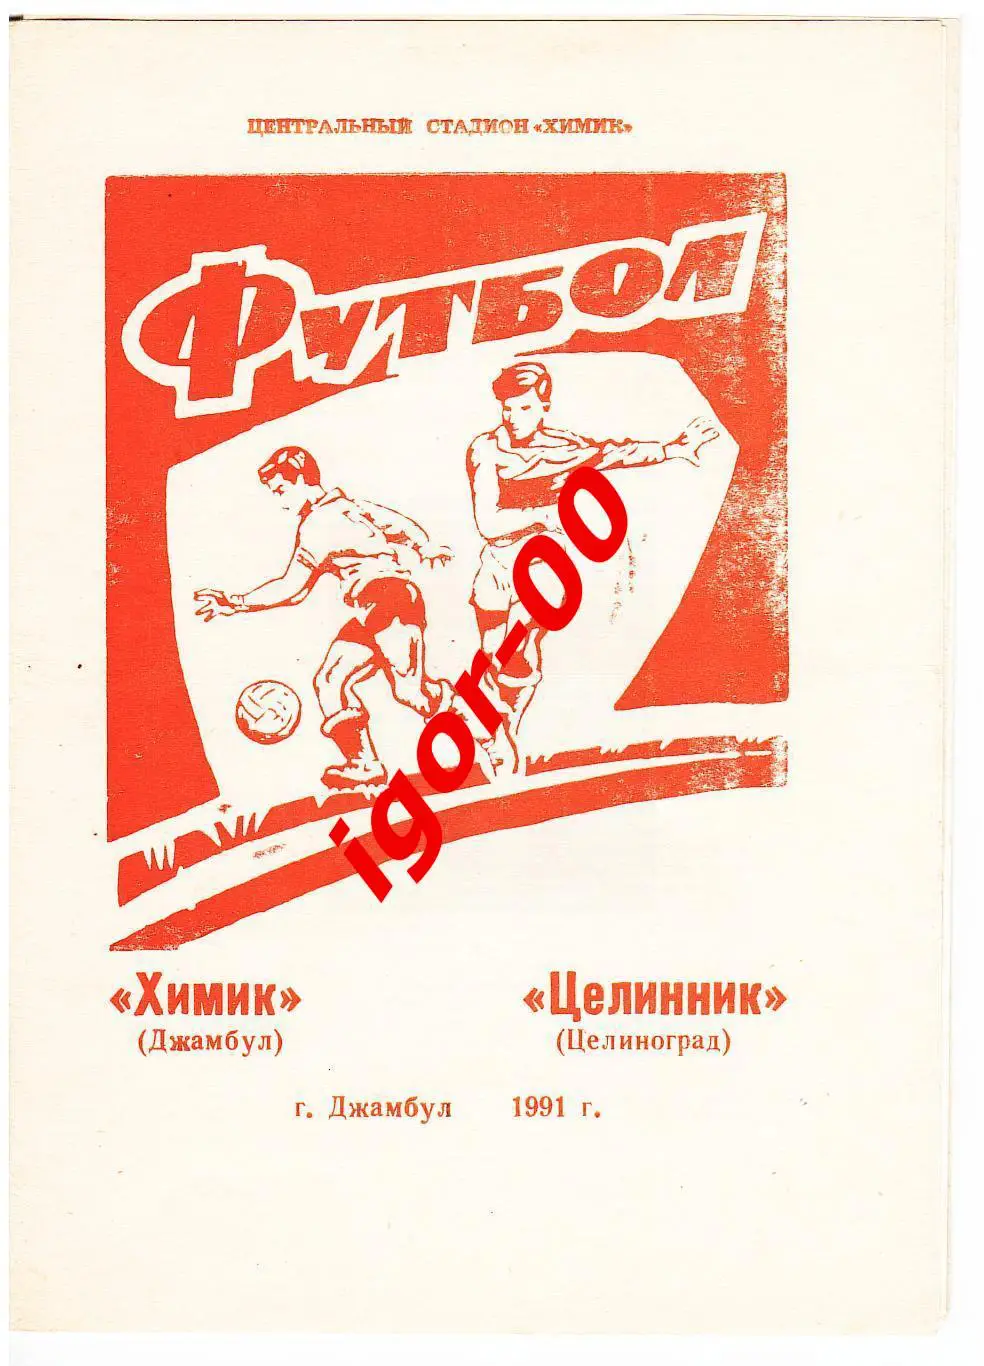 ЦЕНТРАЛЬНЫЙ СТАДИОН «ХИМИК»
ФУТБОЛ
igor-00
«Химик» «Целинник»
(Джамбул) (Целиноград)
г. Джамбул 1991 г.